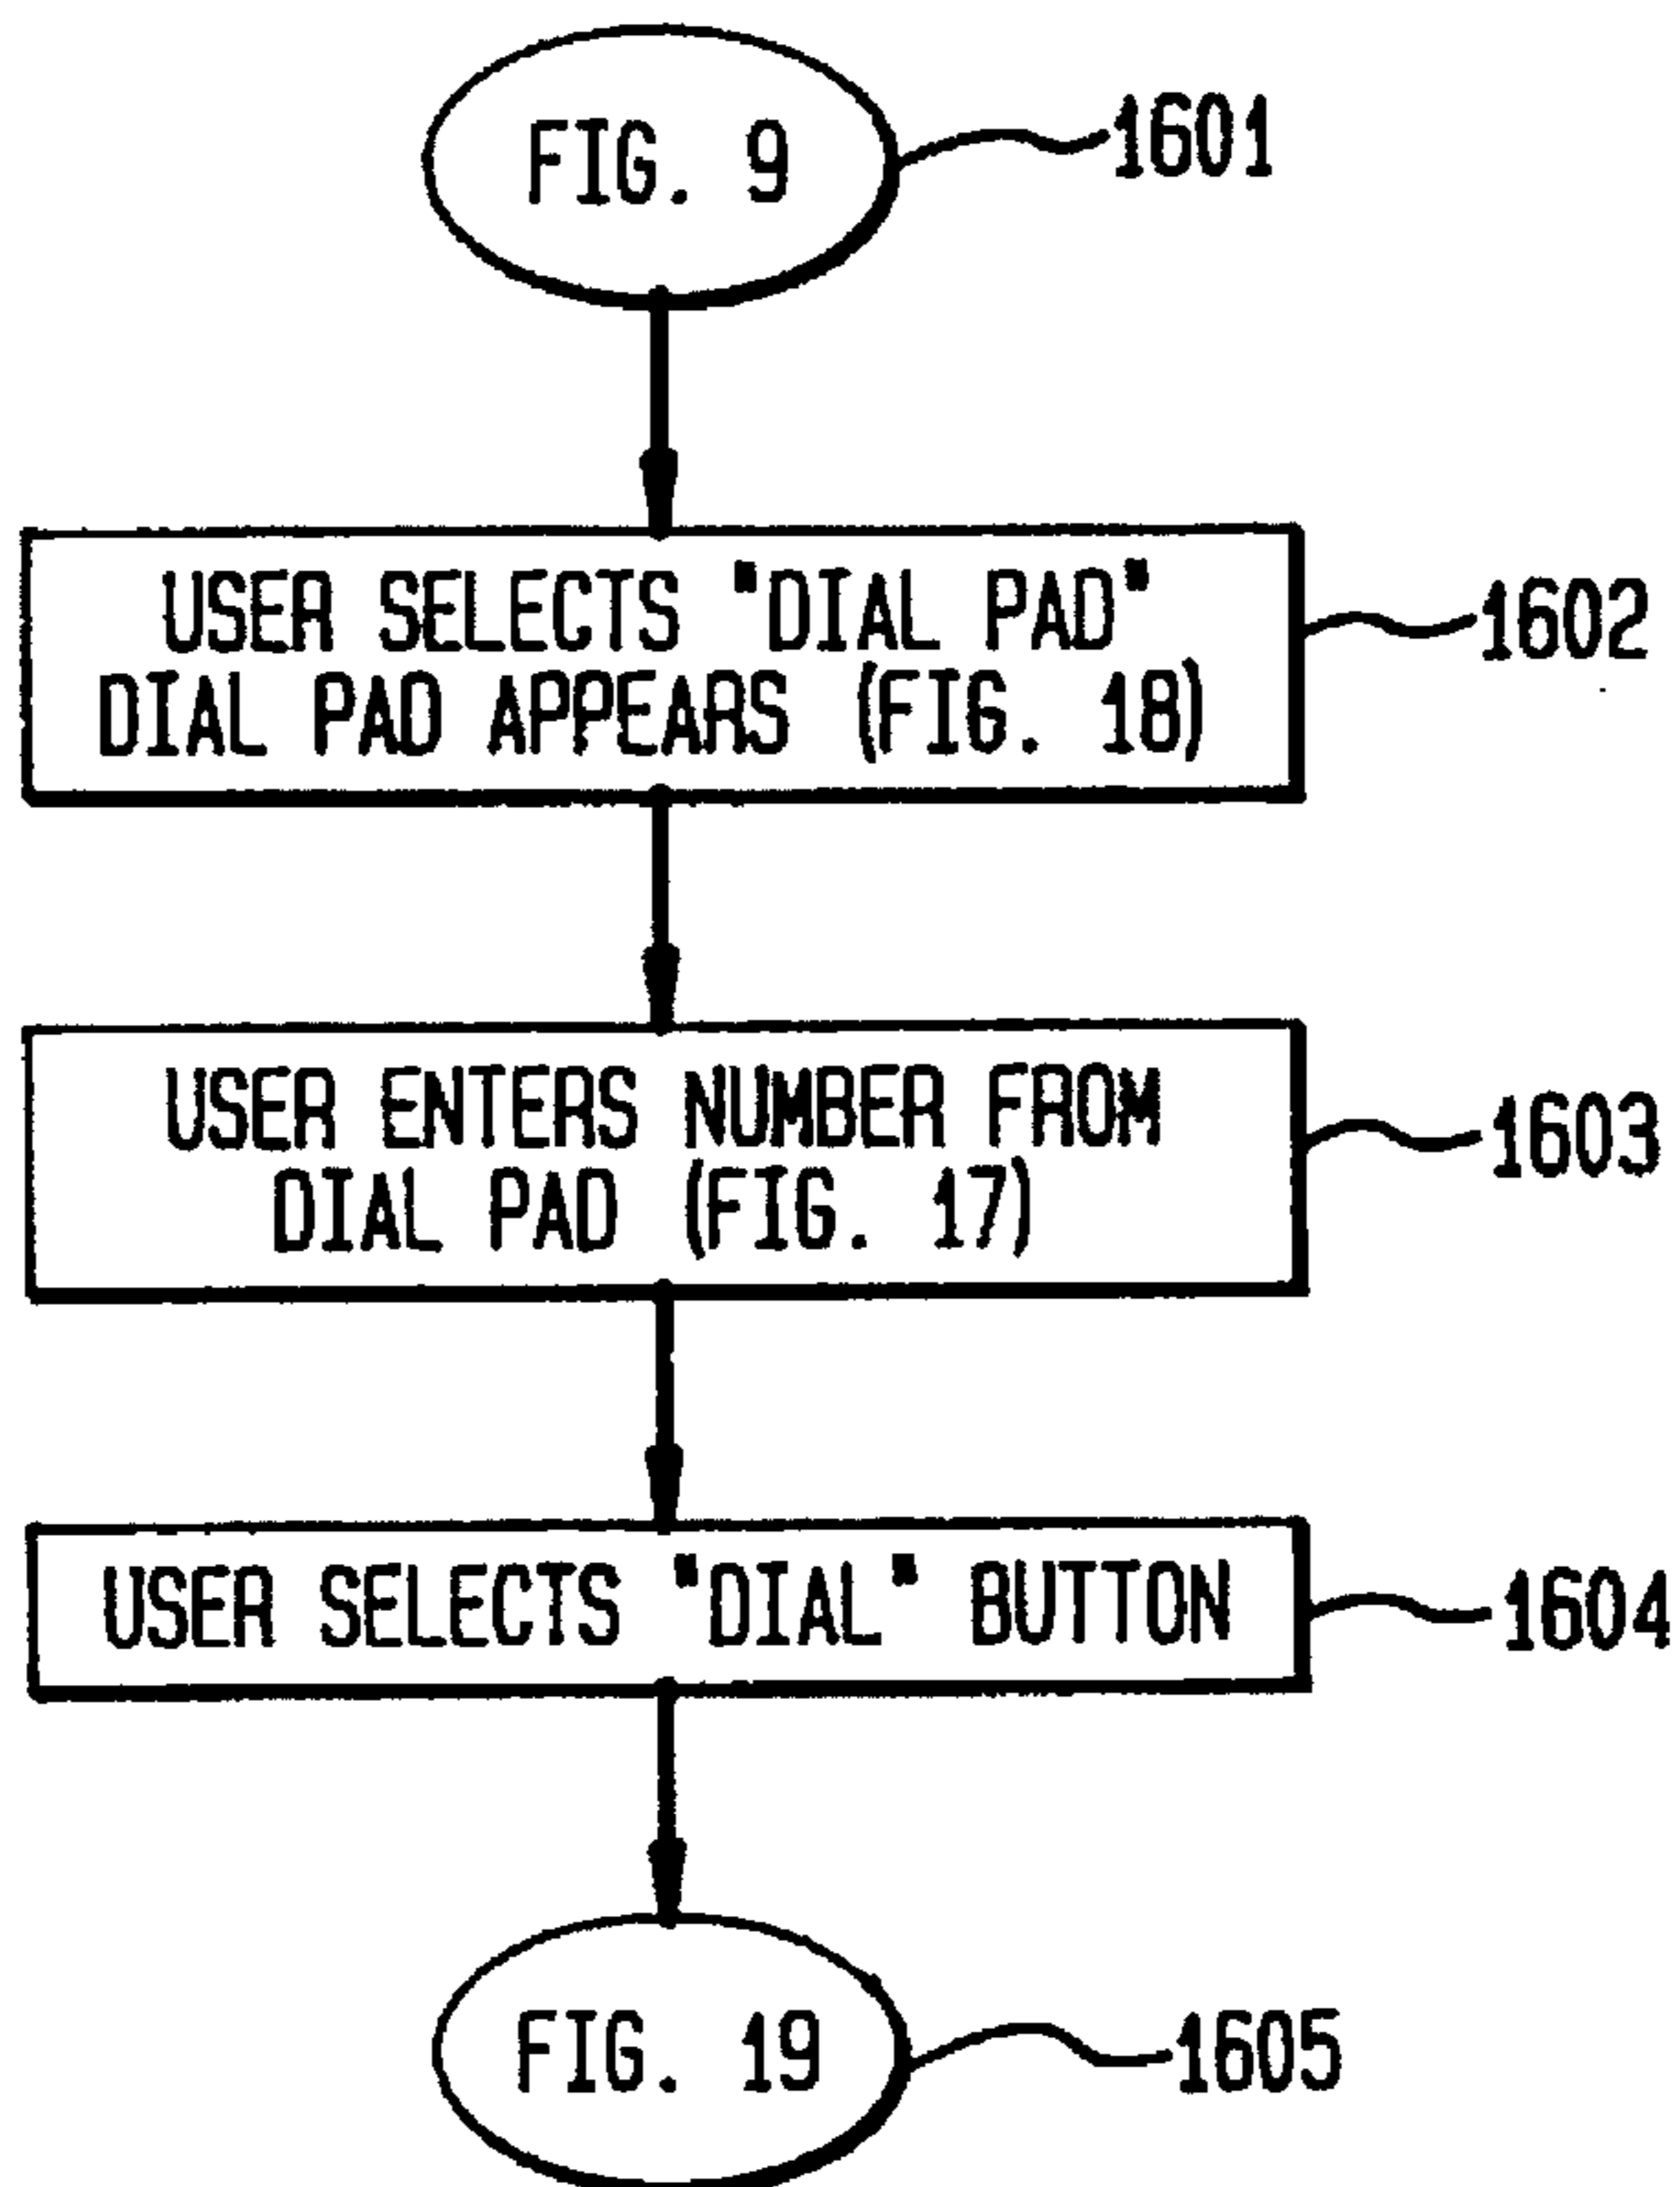 FIG. 9
1601
USER SELECTS "DIAL PAD"
DIAL PAD APPEARS (FIG. 18)
1602
USER ENTERS NUMBER FROM
DIAL PAD (FIG. 17)
1603
USER SELECTS "DIAL" BUTTON
1604
FIG. 19
1605